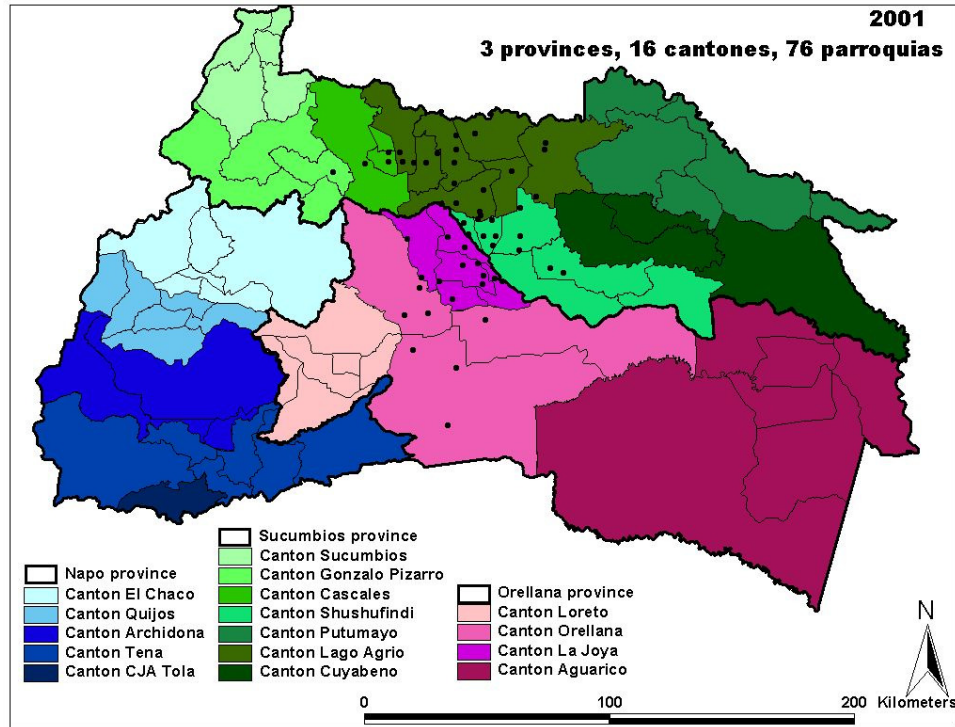 2001
3 provinces, 16 cantones, 76 parroquias
Napo province
Canton El Chaco
Canton Quijos
Canton Archidona
Canton Tena
Canton CJA Tola
Sucumbios province
Canton Sucumbios
Canton Gonzalo Pizarro
Canton Cascales
Canton Shushufindi
Canton Putumayo
Canton Lago Agrio
Canton Cuyabeno
Orellana province
Canton Loreto
Canton Orellana
Canton La Joya
Canton Aguarico
N
0 100 200 Kilometers